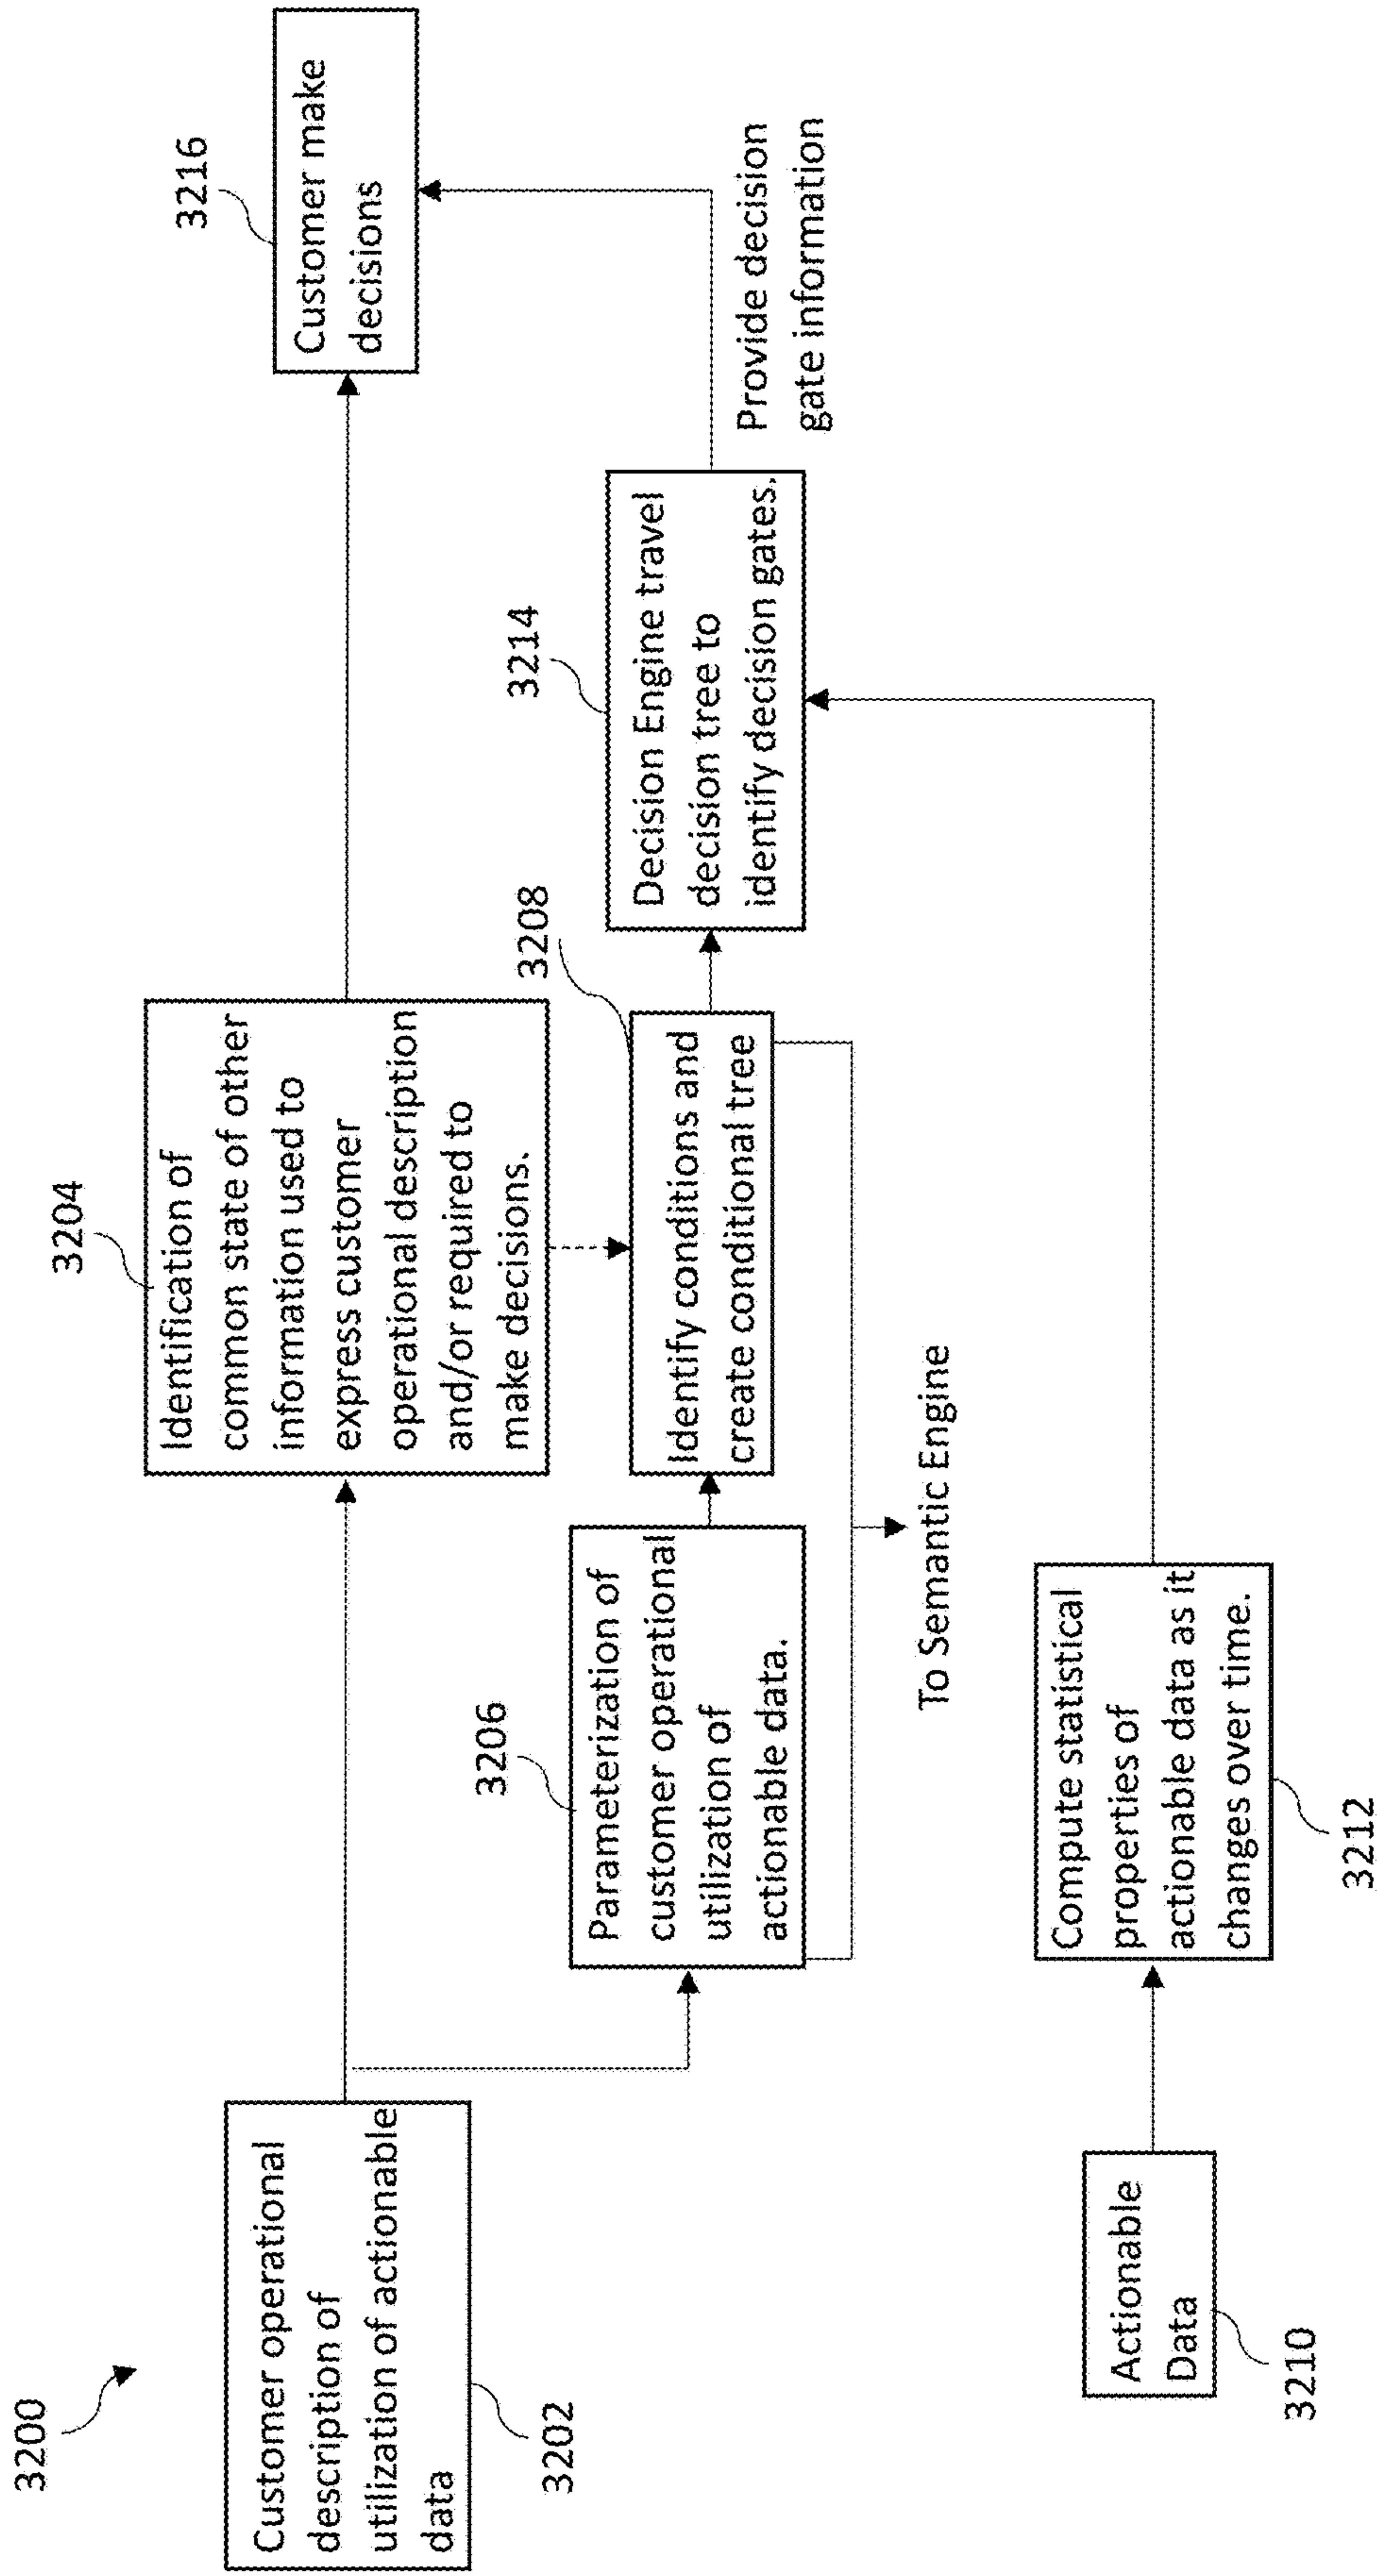 3200
Customer operational
description of
utilization of actionable
data
3202
3204
Identification of
common state of other
information used to
express customer
operational description
and/or required to
make decisions.
3216
Customer make
decisions
3206
Parameterization of
customer operational
utilization of
actionable data.
3208
Identify conditions and
create conditional tree
3214
Decision Engine travel
decision tree to
identify decision gates.
Provide decision
gate information
To Semantic Engine
Actionable
Data
3210
Compute statistical
properties of
actionable data as it
changes over time.
3212